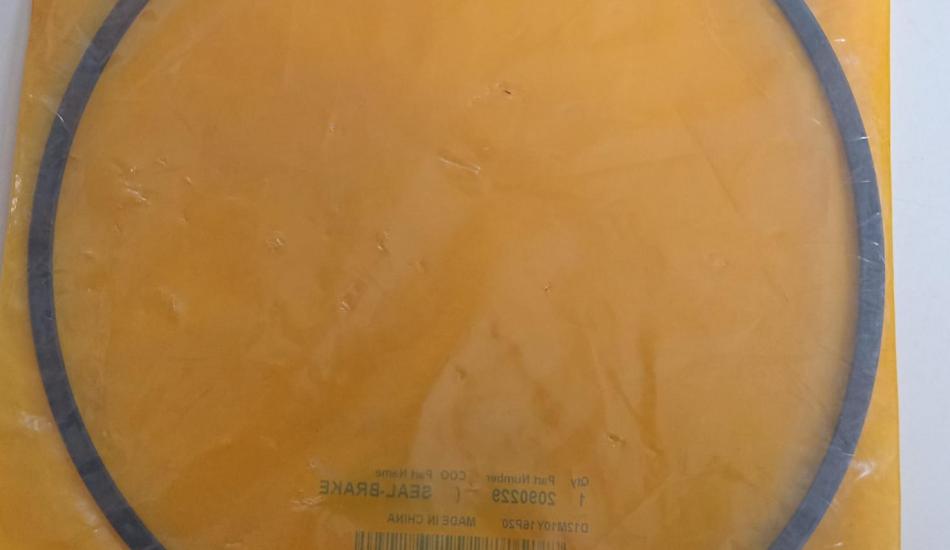 Qty Part Number COO Part Name
1 2090229 ( SEAL-BRAKE
D12M10Y16P20 MADE IN CHINA